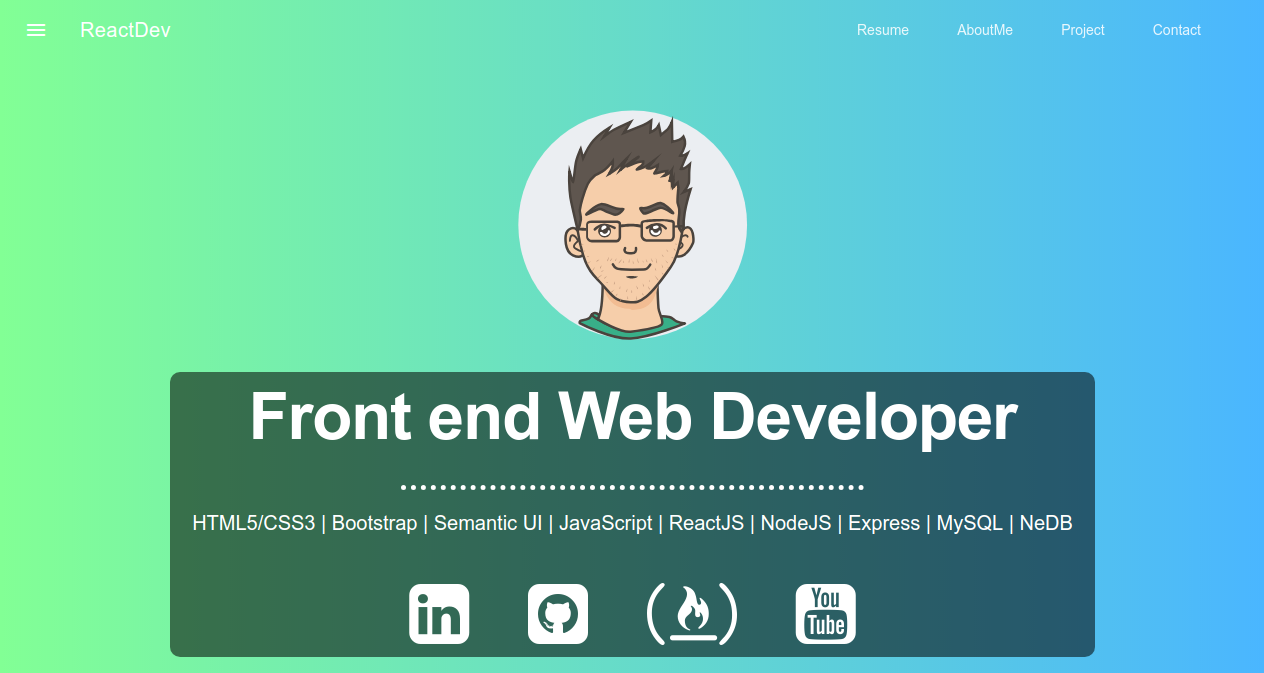 ReactDev
Resume AboutMe Project Contact
Front end Web Developer
HTML5/CSS3 | Bootstrap | Semantic UI | JavaScript | ReactJS | NodeJS | Express | MySQL | NeDB
in
You
Tube